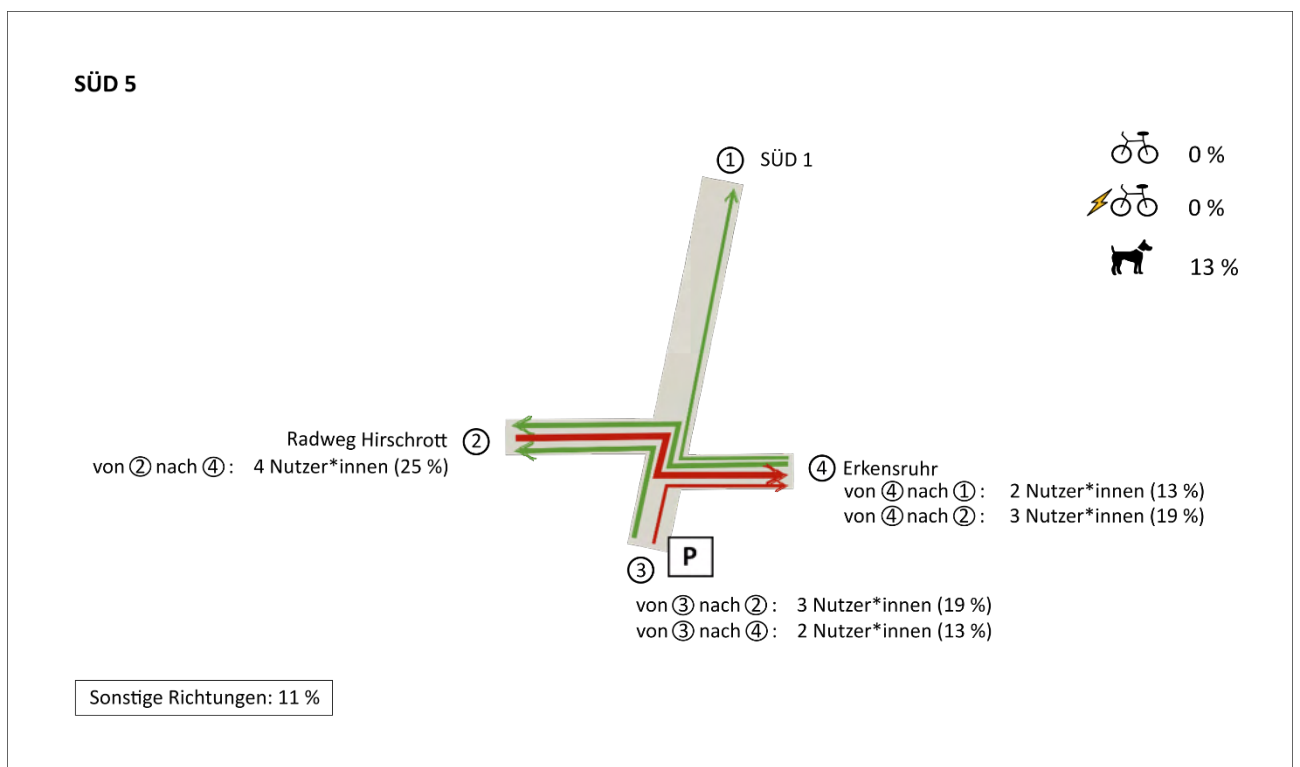 SÜD 5
① SÜD 1
0 %
0 %
13 %
Radweg Hirschrott ②
von ② nach ④ : 4 Nutzer*innen (25 %)
④ Erkensruhr
von ④ nach ① : 2 Nutzer*innen (13 %)
von ④ nach ② : 3 Nutzer*innen (19 %)
P
③
von ③ nach ② : 3 Nutzer*innen (19 %)
von ③ nach ④ : 2 Nutzer*innen (13 %)
Sonstige Richtungen: 11 %